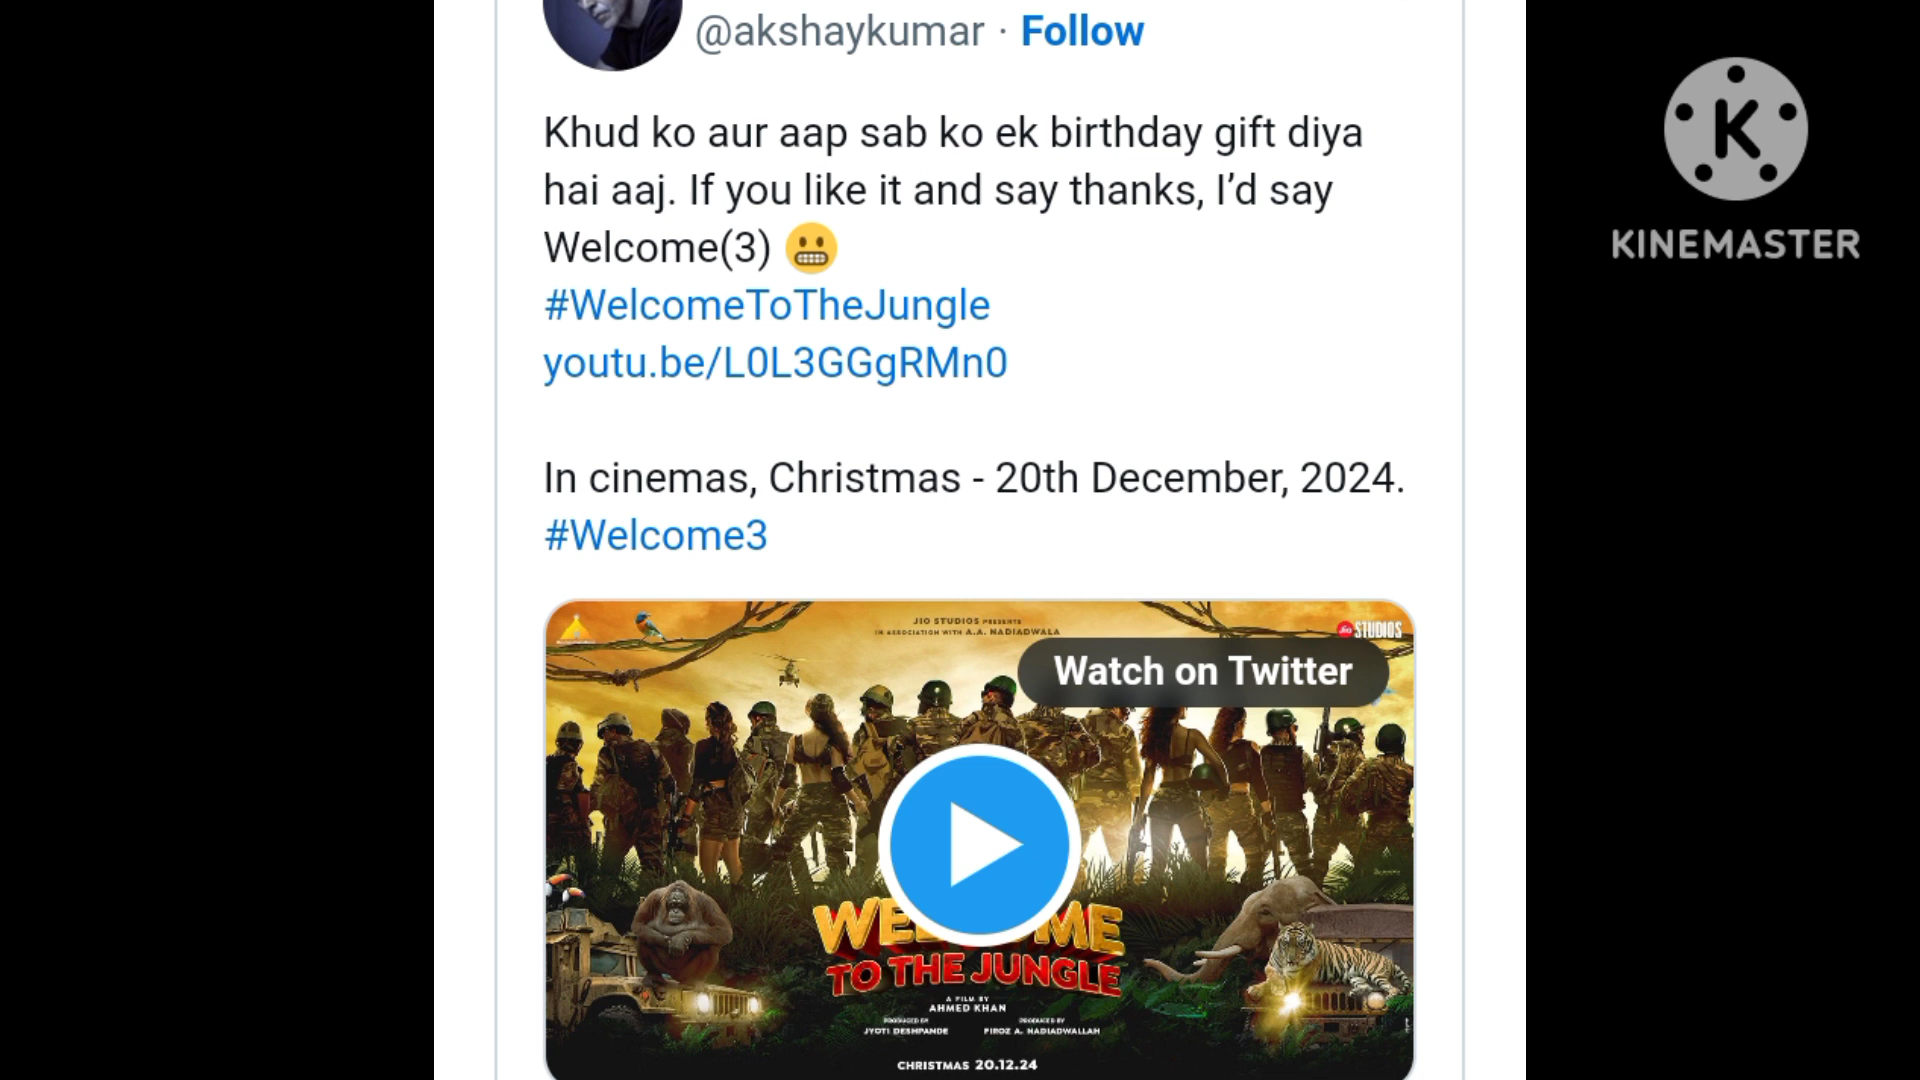 @akshaykumar · Follow
KINEMASTER
Khud ko aur aap sab ko ek birthday gift diya
hai aaj. If you like it and say thanks, I’d say
Welcome(3) 😬
#WelcomeToTheJungle
youtu.be/L0L3GGgRMn0
In cinemas, Christmas - 20th December, 2024.
#Welcome3
JIO STUDIOS PRESENTS
IN ASSOCIATION WITH A.A. NADIADWALA
Jio STUDIOS
Watch on Twitter
TO THE JUNGLE
A FILM BY
AHMED KHAN
PRODUCED BY
JYOTI DESHPANDE
PRODUCED BY
FIROZ A. NADIADWALLAH
CHRISTMAS 20.12.24